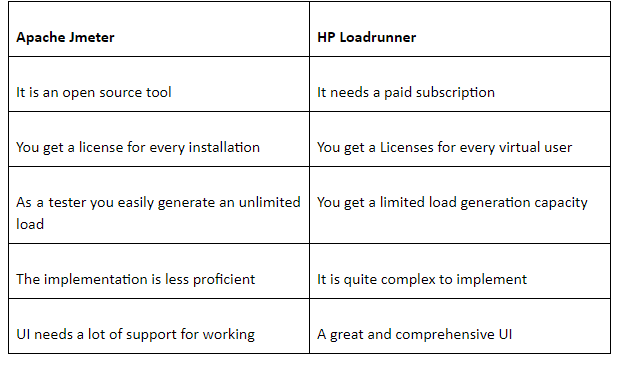 Apache Jmeter
HP Loadrunner
It is an open source tool
It needs a paid subscription
You get a license for every installation
You get a Licenses for every virtual user
As a tester you easily generate an unlimited
load
You get a limited load generation capacity
The implementation is less proficient
It is quite complex to implement
UI needs a lot of support for working
A great and comprehensive UI